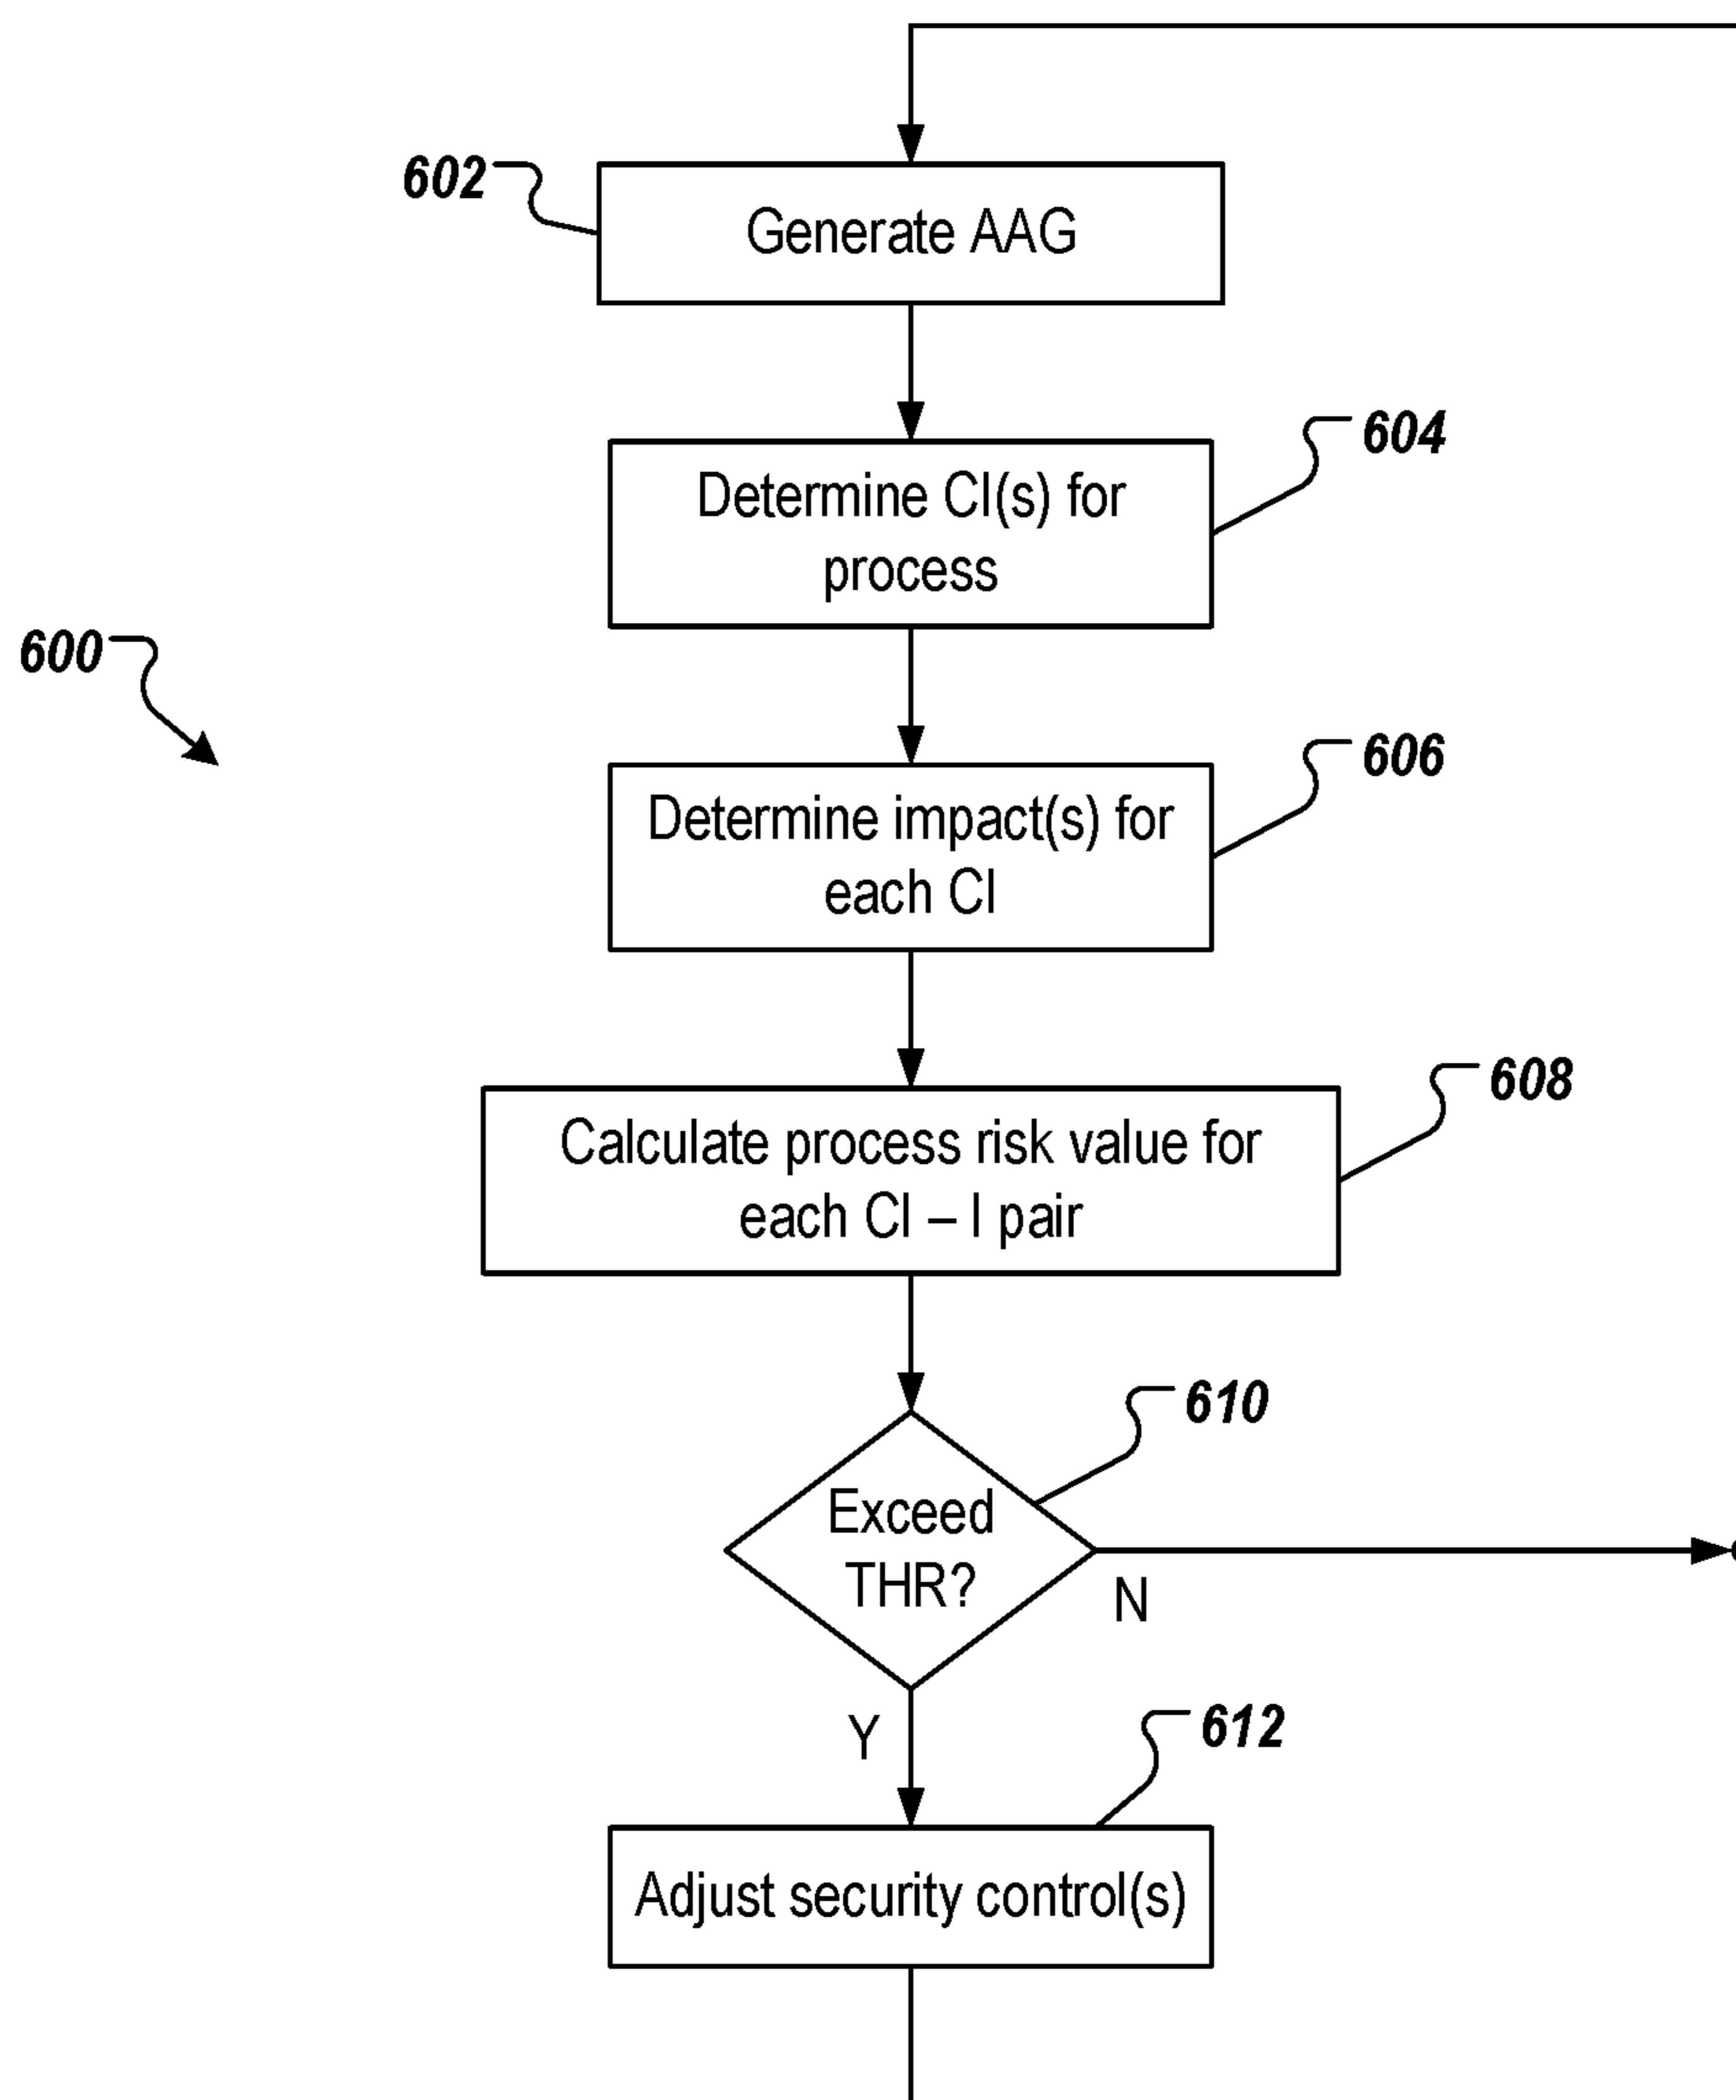 602
Generate AAG
604
Determine CI(s) for
process
600
606
Determine impact(s) for
each CI
608
Calculate process risk value for
each CI – I pair
610
Exceed
THR?
N
Y
612
Adjust security control(s)